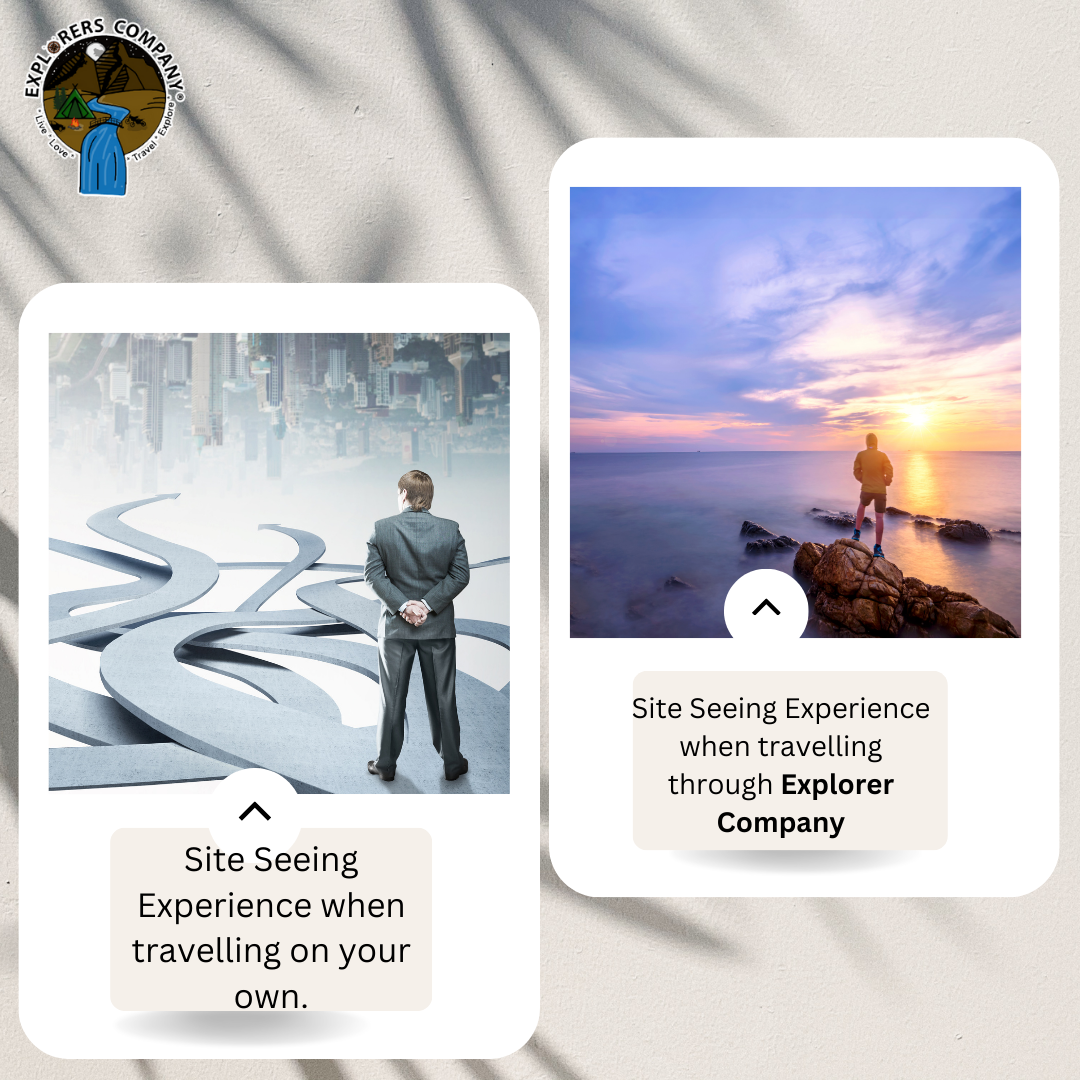 EXPLORERS COMPANY®
• Live • Love • Travel • Explore •
Site Seeing
Experience when
travelling on your
own.
Site Seeing Experience
when travelling
through Explorer
Company